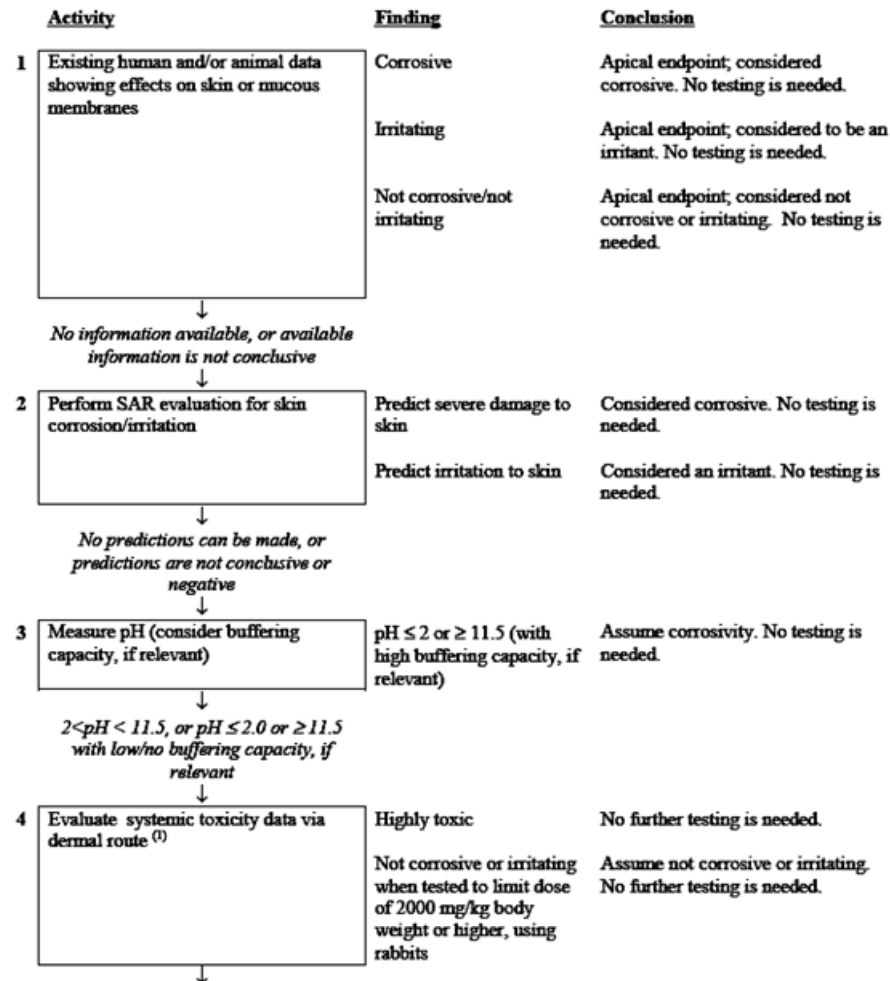 Activity
Finding
Conclusion
1
Existing human and/or animal data
showing effects on skin or mucous
membranes
Corrosive
Apical endpoint; considered
corrosive. No testing is needed.
Irritating
Apical endpoint; considered to be an
irritant. No testing is needed.
Not corrosive/not
irritating
Apical endpoint; considered not
corrosive or irritating. No testing is
needed.
↓
No information available, or available
information is not conclusive
↓
2
Perform SAR evaluation for skin
corrosion/irritation
Predict severe damage to
skin
Considered corrosive. No testing is
needed.
Predict irritation to skin
Considered an irritant. No testing is
needed.
↓
No predictions can be made, or
predictions are not conclusive or
negative
↓
3
Measure pH (consider buffering
capacity, if relevant)
pH ≤ 2 or ≥ 11.5 (with
high buffering capacity, if
relevant)
Assume corrosivity. No testing is
needed.
↓
2<pH < 11.5, or pH ≤ 2.0 or ≥ 11.5
with low/no buffering capacity, if
relevant
↓
4
Evaluate systemic toxicity data via
dermal route (1)
Highly toxic
No further testing is needed.
Not corrosive or irritating
when tested to limit dose
of 2000 mg/kg body
weight or higher, using
rabbits
Assume not corrosive or irritating.
No further testing is needed.
↓